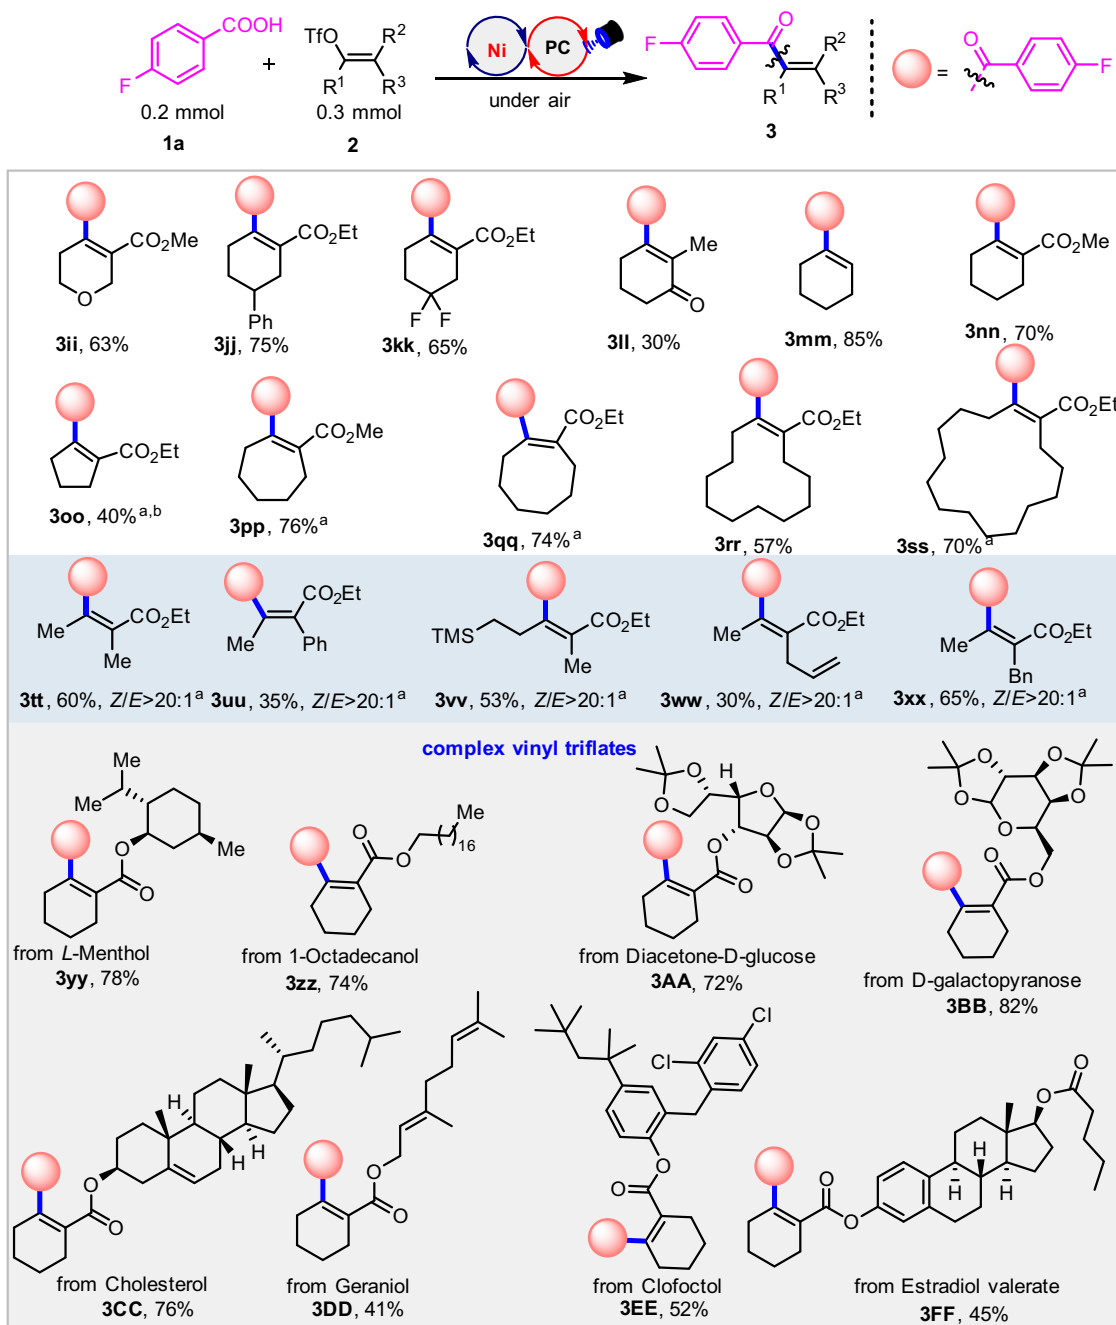 COOH
F
0.2 mmol
1a
+
TfO
R2
R1
R3
0.3 mmol
2
Ni
PC
under air
O
F
R2
R1
R3
3
=
O
F
CO2Me
O
3ii, 63%
CO2Et
Ph
3jj, 75%
CO2Et
F F
3kk, 65%
Me
O
3ll, 30%
3mm, 85%
CO2Me
3nn, 70%
CO2Et
3oo, 40%a,b
CO2Me
3pp, 76%a
CO2Et
3qq, 74%a
CO2Et
3rr, 57%
CO2Et
3ss, 70%a
Me
CO2Et
Me
3tt, 60%, Z/E>20:1a
CO2Et
Me
Ph
3uu, 35%, Z/E>20:1a
TMS
CO2Et
Me
3vv, 53%, Z/E>20:1a
Me
CO2Et
3ww, 30%, Z/E>20:1a
Me
CO2Et
Bn
3xx, 65%, Z/E>20:1a
complex vinyl triflates
Me
Me
O
Me
O
from L-Menthol
3yy, 78%
O
O
Me
16
from 1-Octadecanol
3zz, 74%
O
O
H
O
O
O
O
O
from Diacetone-D-glucose
3AA, 72%
O
O
O
O
O
O
O
from D-galactopyranose
3BB, 82%
H
H
H
O
O
from Cholesterol
3CC, 76%
O
O
from Geraniol
3DD, 41%
Cl
Cl
O
O
from Clofoctol
3EE, 52%
O
O
H
H
H
O
O
from Estradiol valerate
3FF, 45%